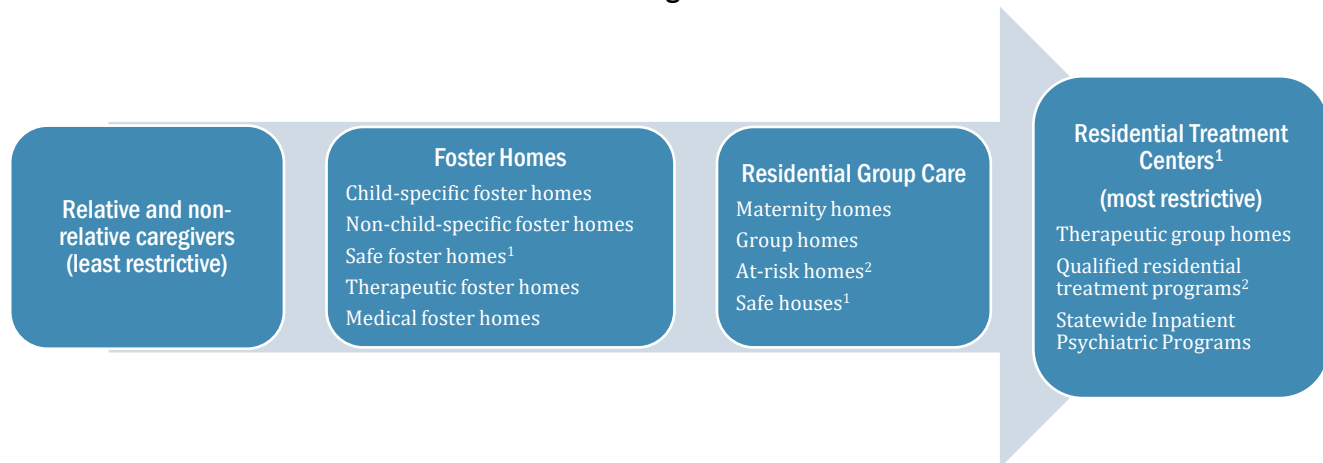 Relative and non-
relative caregivers
(least restrictive)
Foster Homes
Child-specific foster homes
Non-child-specific foster homes
Safe foster homes¹
Therapeutic foster homes
Medical foster homes
Residential Group Care
Maternity homes
Group homes
At-risk homes²
Safe houses¹
Residential Treatment
Centers¹
(most restrictive)
Therapeutic group homes
Qualified residential
treatment programs²
Statewide Inpatient
Psychiatric Programs